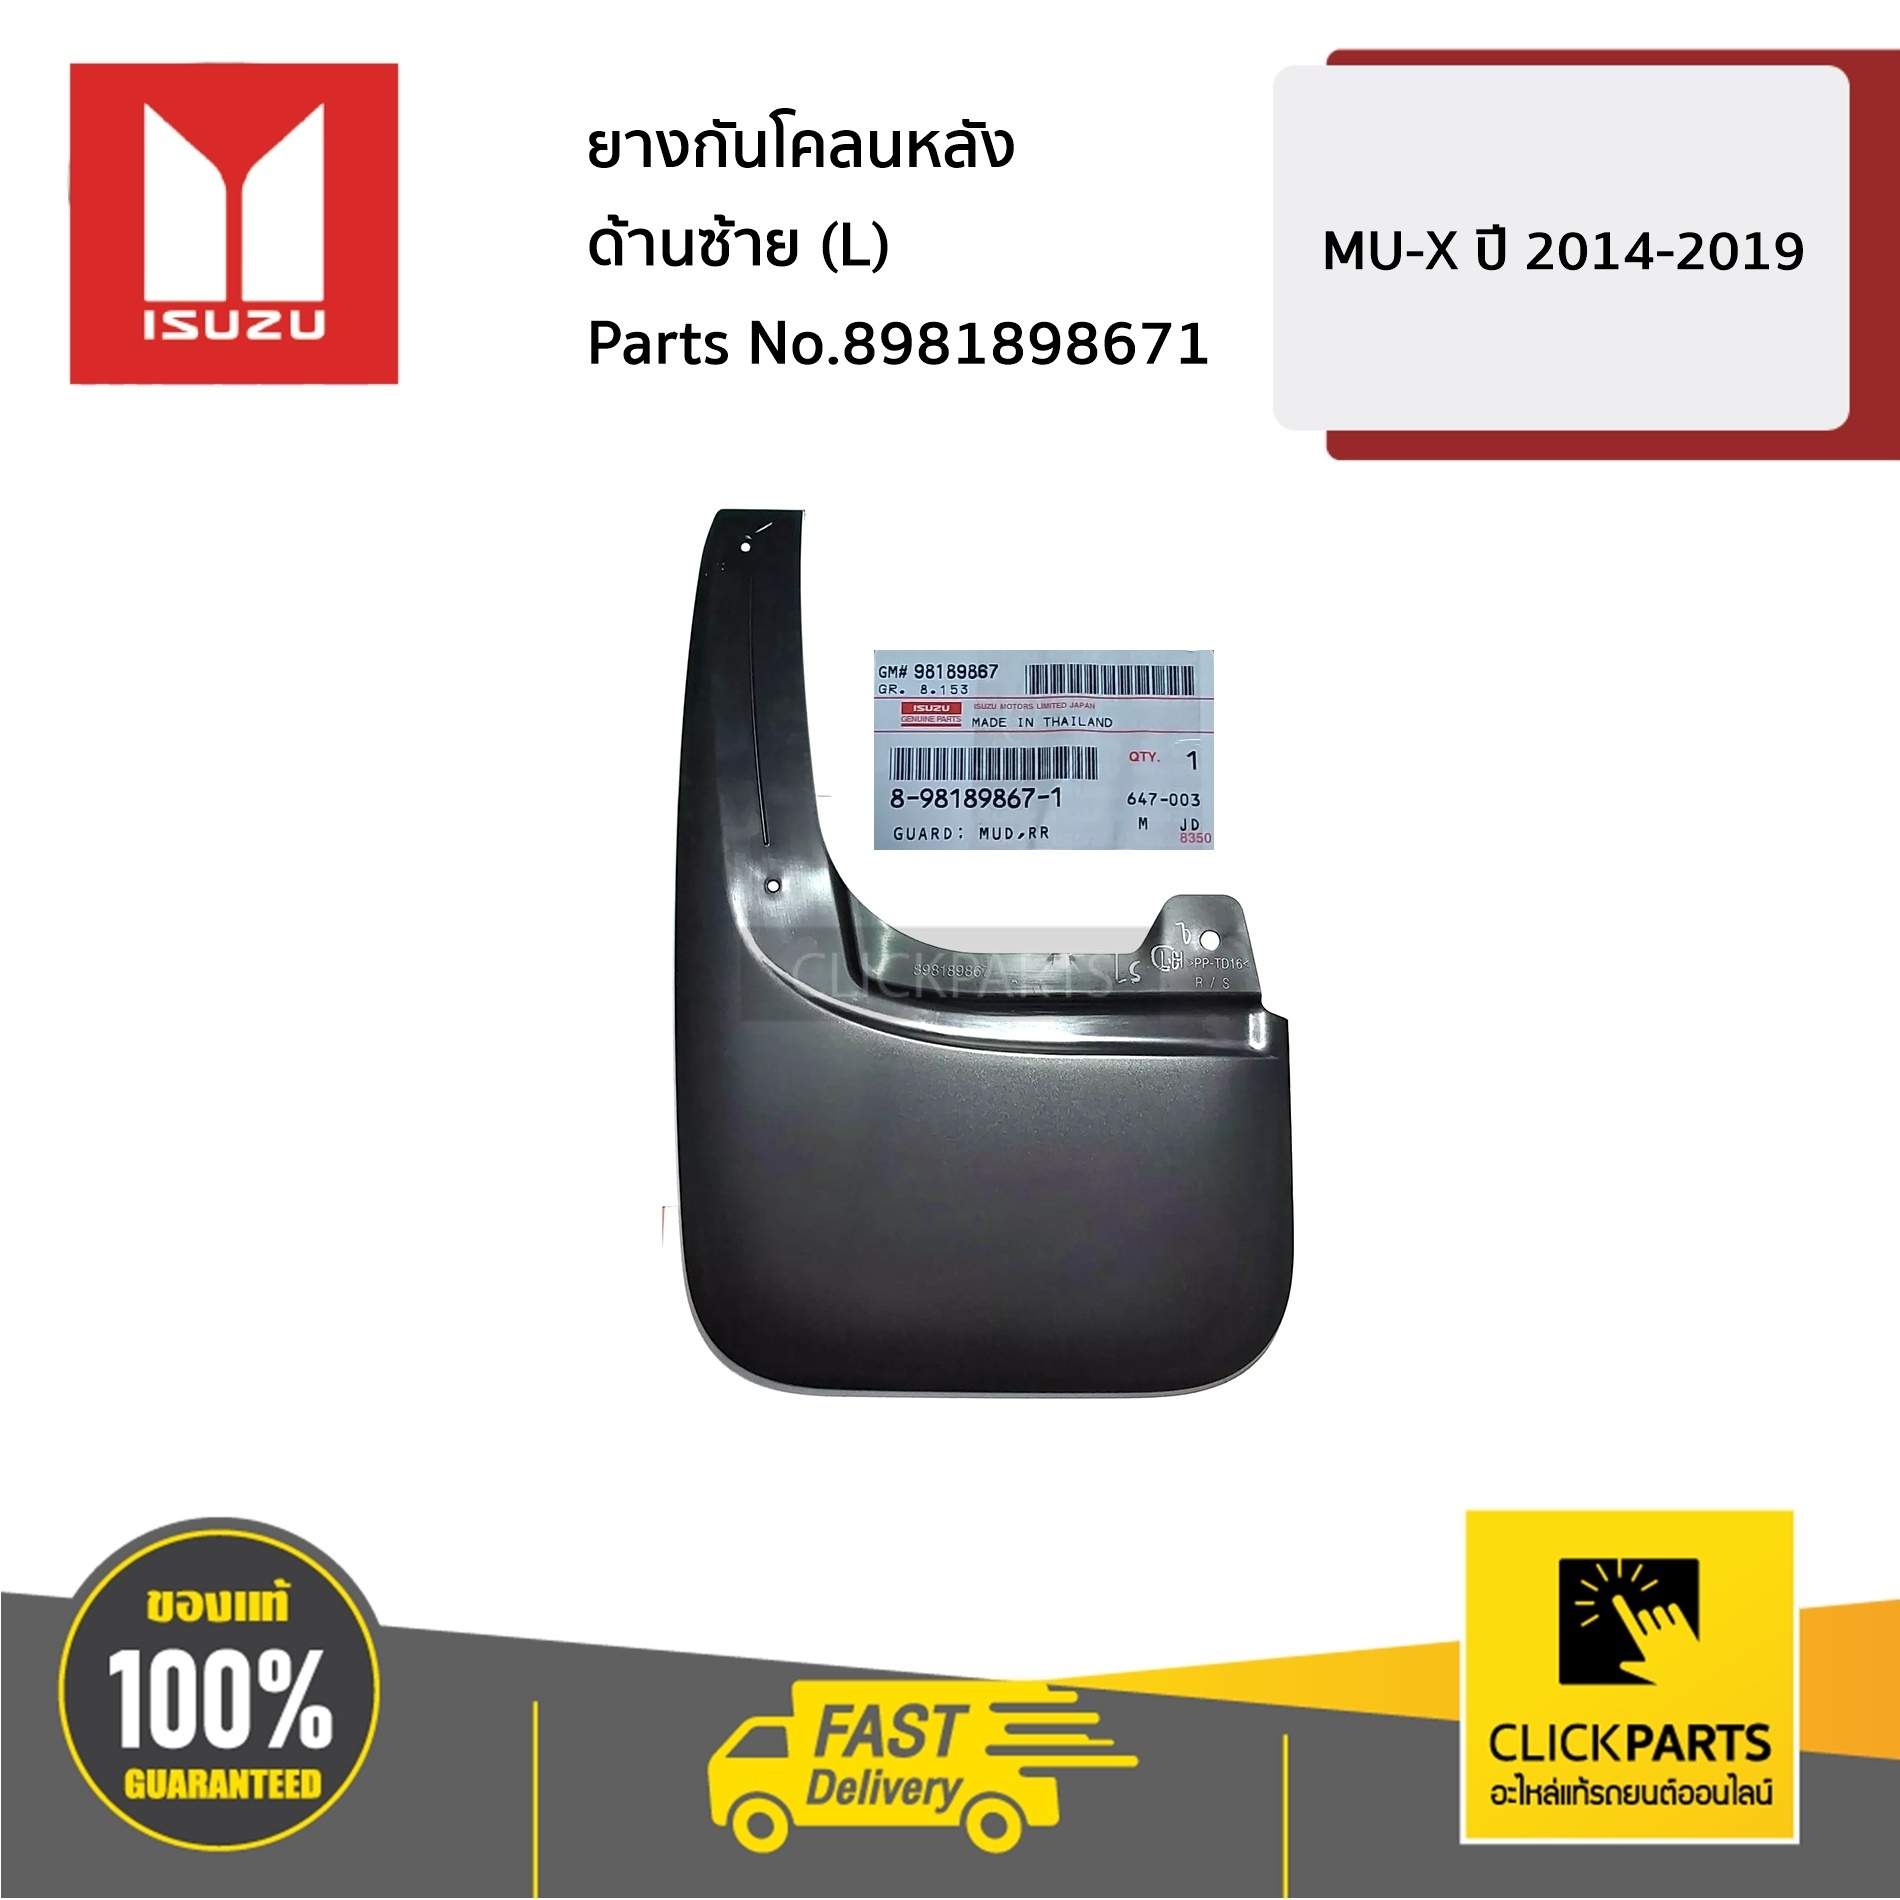 ISUZU
ยางกันโคลนหลัง
ด้านซ้าย (L)
Parts No.8981898671
MU-X ปี 2014-2019
GM# 98189867
GR. 8.153
ISUZU
GENUINE PARTS
ISUZU MOTORS LIMITED JAPAN
MADE IN THAILAND
QTY. 1
8-98189867-1
647-003
GUARD; MUD,RR
M JD
8350
898189867
LH
>PP-TD16<
R / S
CLICKPARTS
ของแท้
100%
GUARANTEED
FAST
Delivery
CLICKPARTS
อะไหล่แท้รถยนต์ออนไลน์